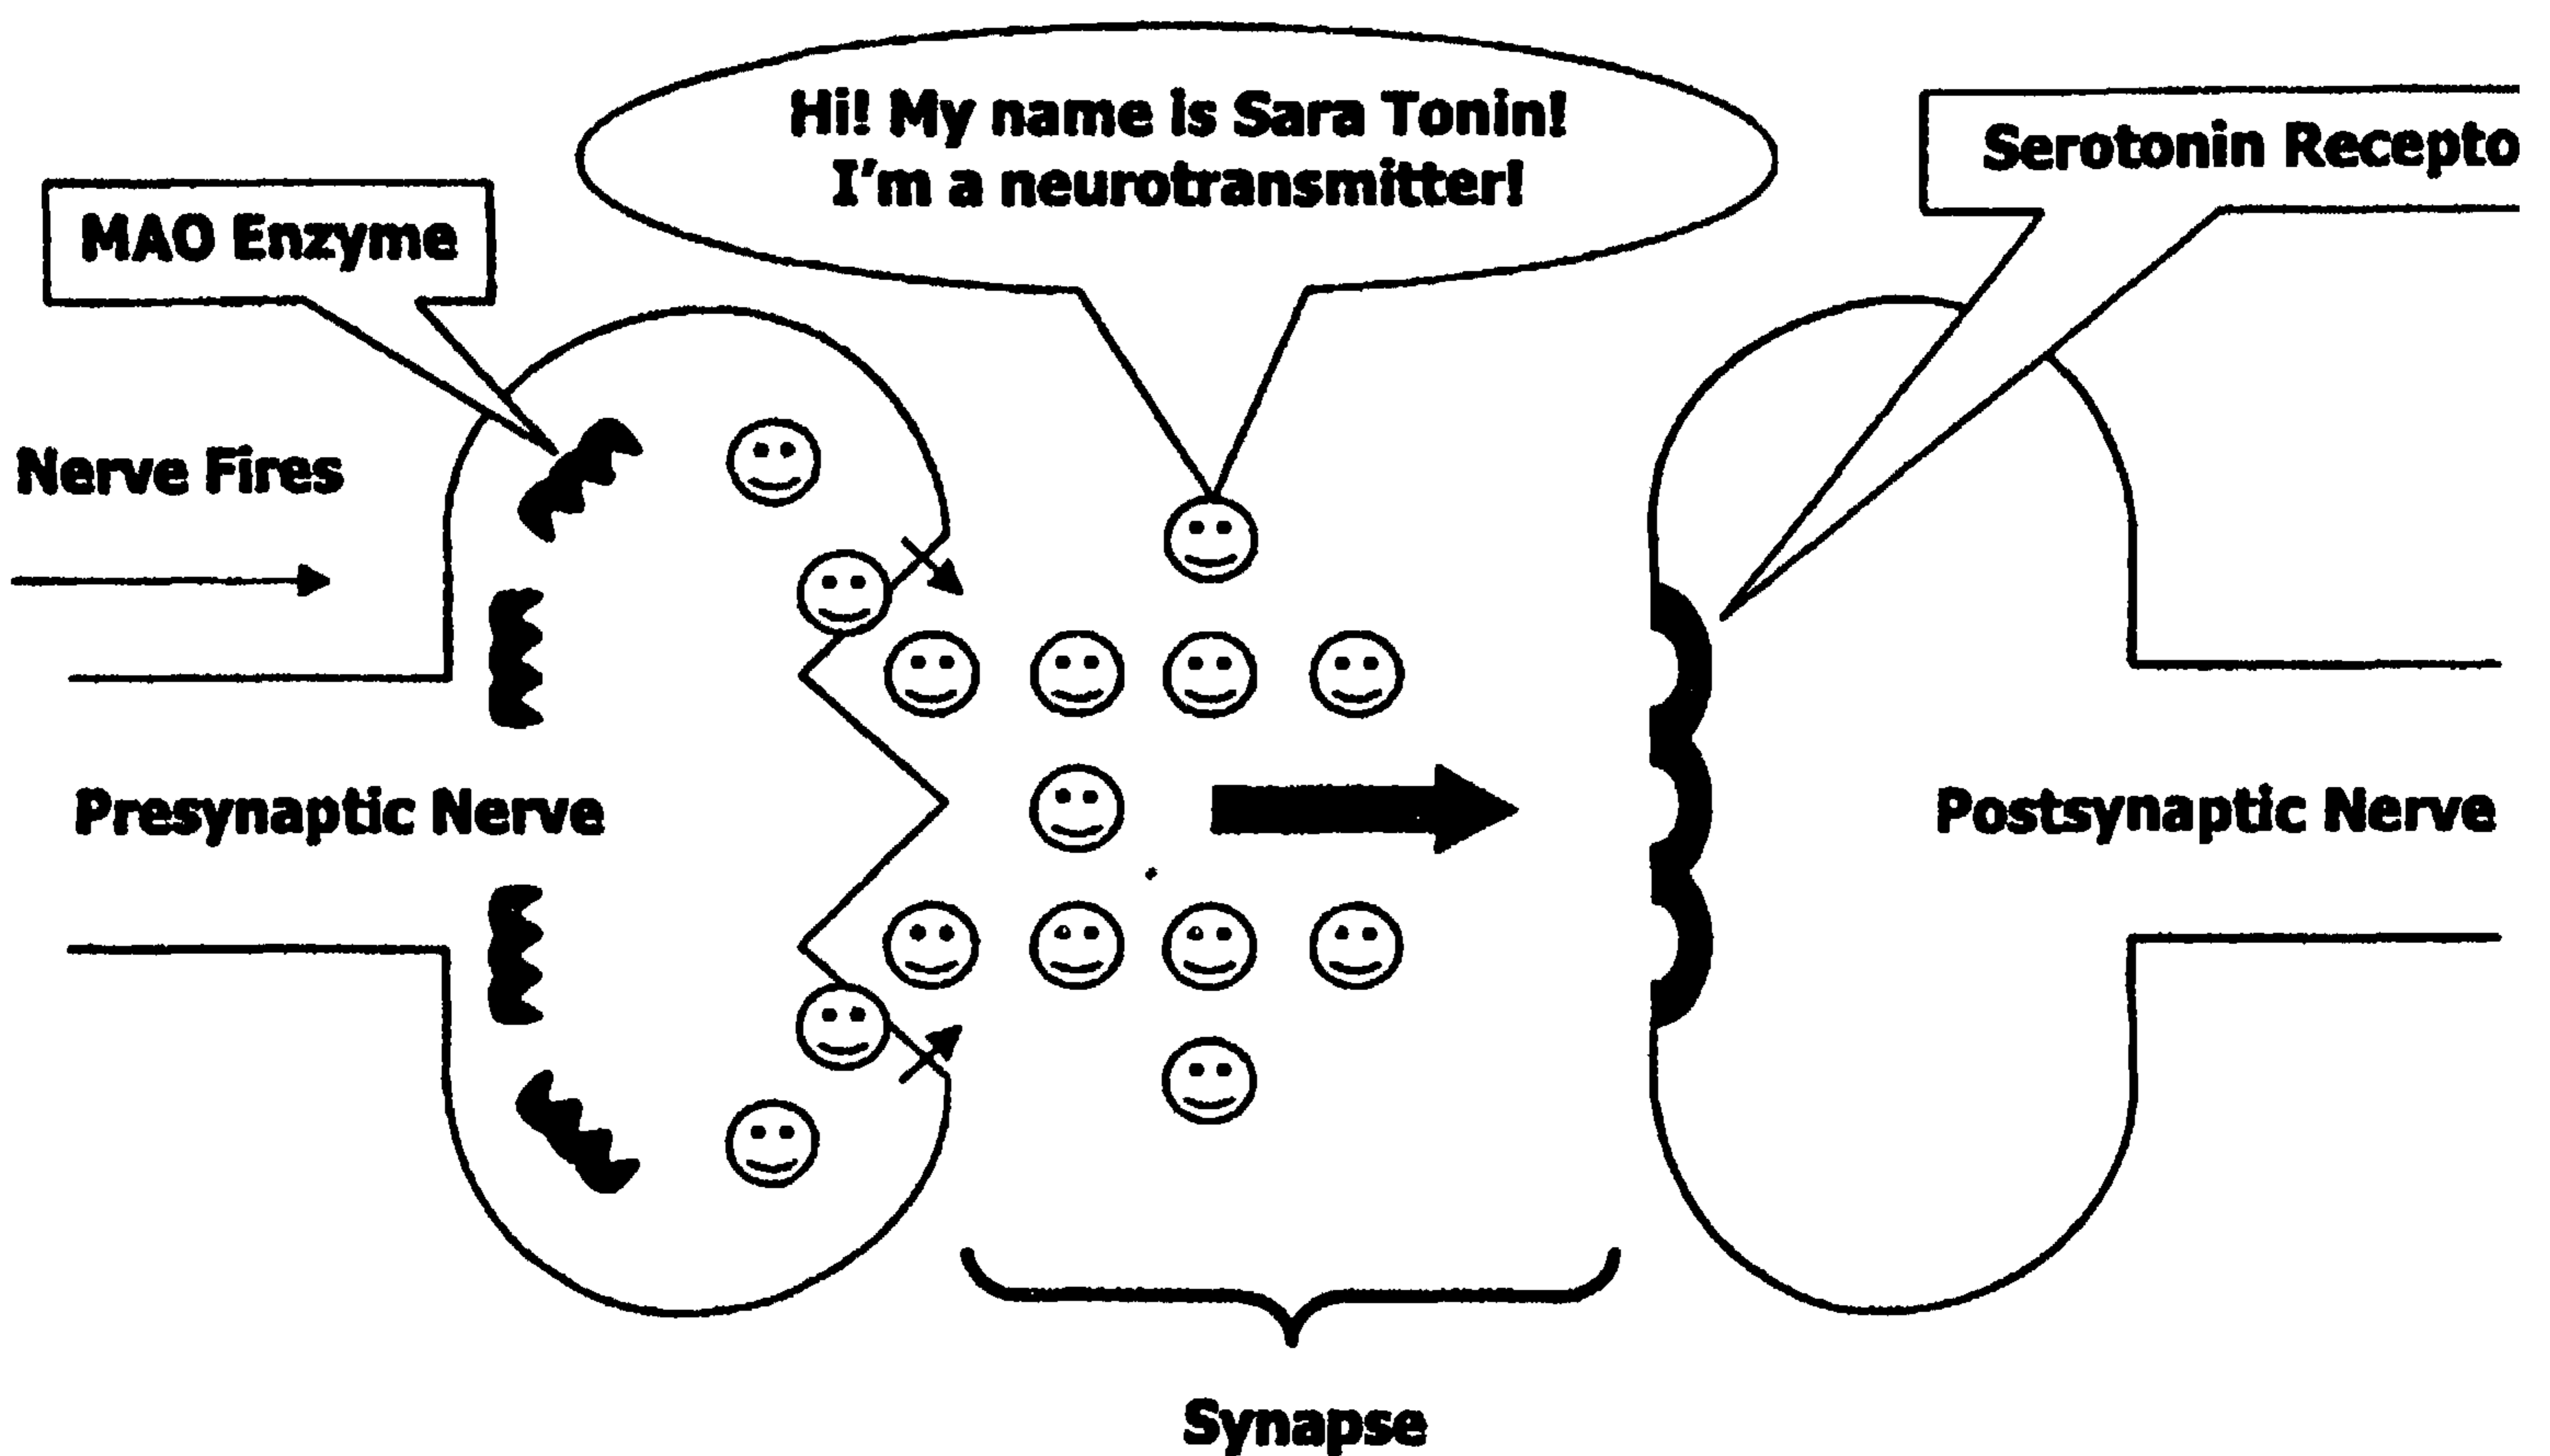 Hi! My name is Sara Tonin!
I'm a neurotransmitter!
Serotonin Recepto
MAO Enzyme
Nerve Fires
Presynaptic Nerve
Postsynaptic Nerve
Synapse